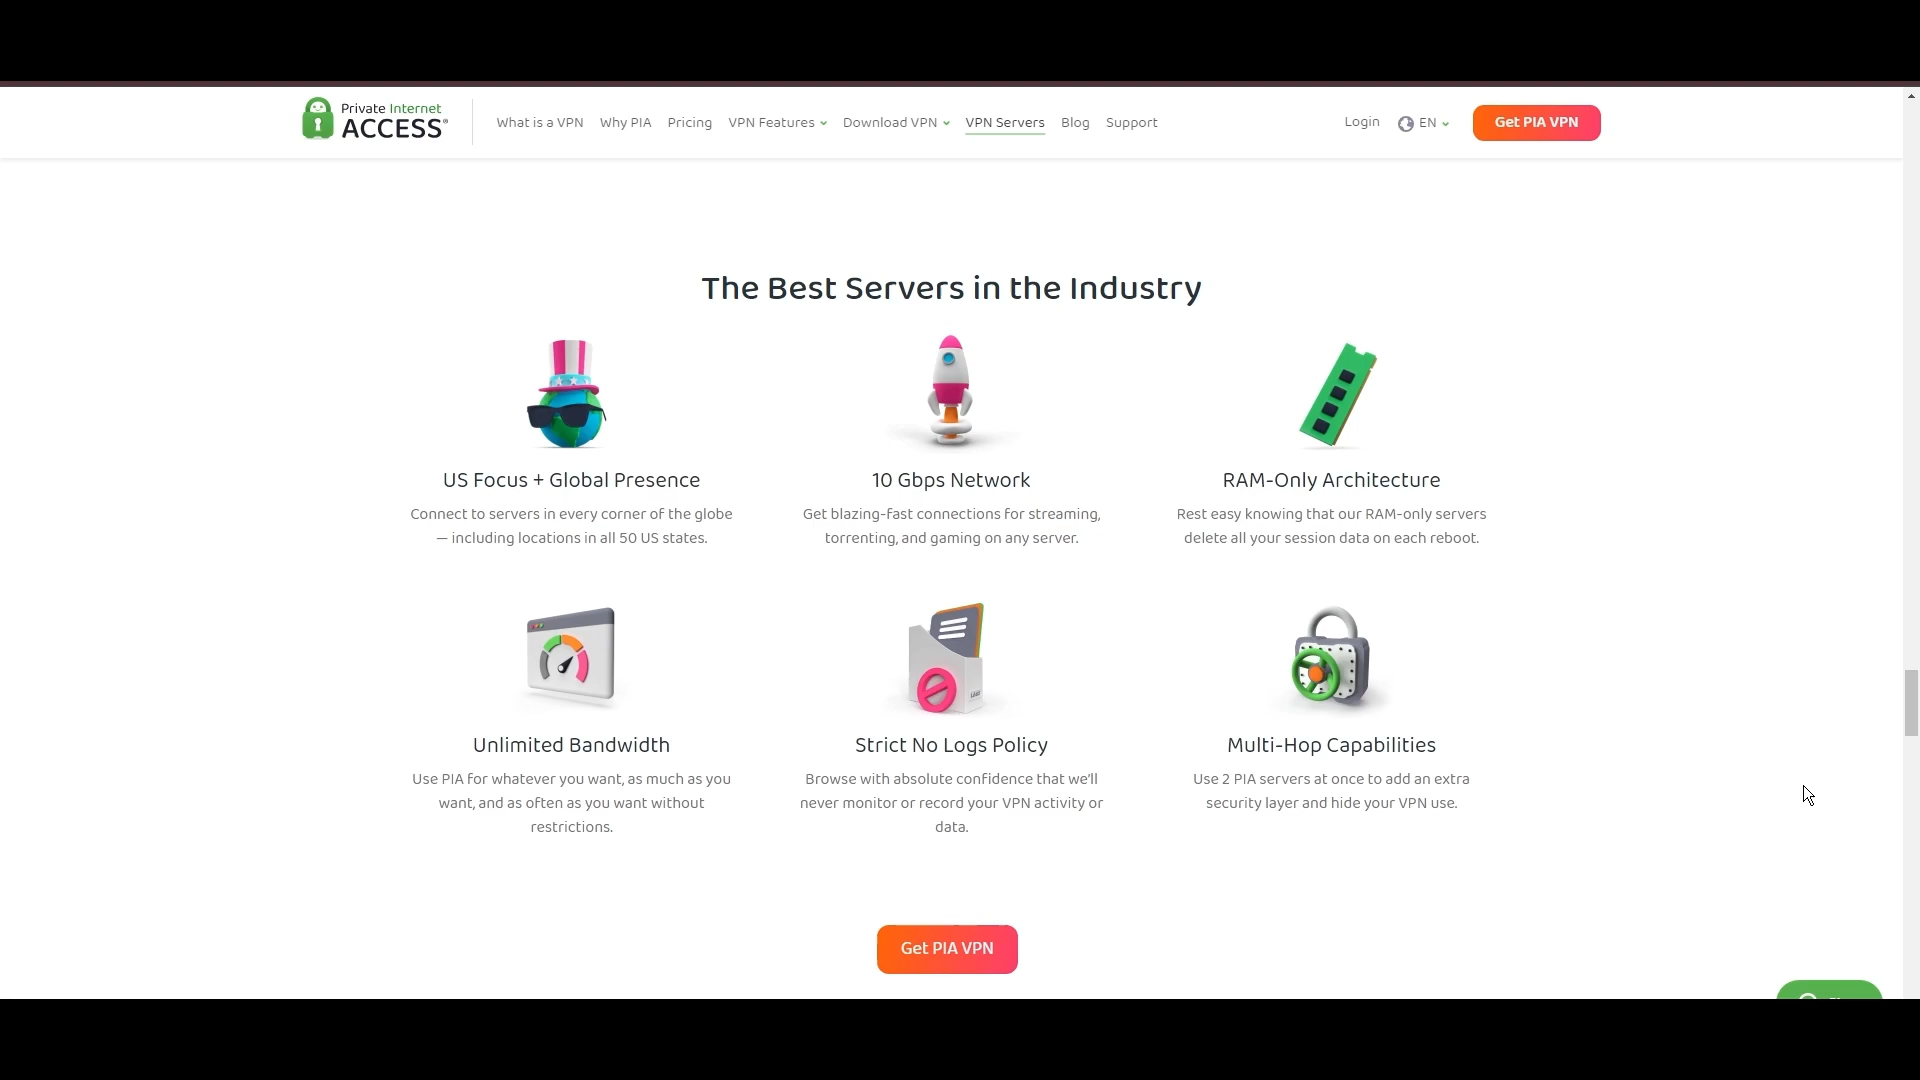 Private Internet
ACCESS®
What is a VPN Why PIA Pricing VPN Features Download VPN VPN Servers Blog Support Login EN Get PIA VPN
The Best Servers in the Industry
US Focus + Global Presence
Connect to servers in every corner of the globe
— including locations in all 50 US states.
10 Gbps Network
Get blazing-fast connections for streaming,
torrenting, and gaming on any server.
RAM-Only Architecture
Rest easy knowing that our RAM-only servers
delete all your session data on each reboot.
Unlimited Bandwidth
Use PIA for whatever you want, as much as you
want, and as often as you want without
restrictions.
Strict No Logs Policy
Browse with absolute confidence that we'll
never monitor or record your VPN activity or
data.
Multi-Hop Capabilities
Use 2 PIA servers at once to add an extra
security layer and hide your VPN use.
Get PIA VPN